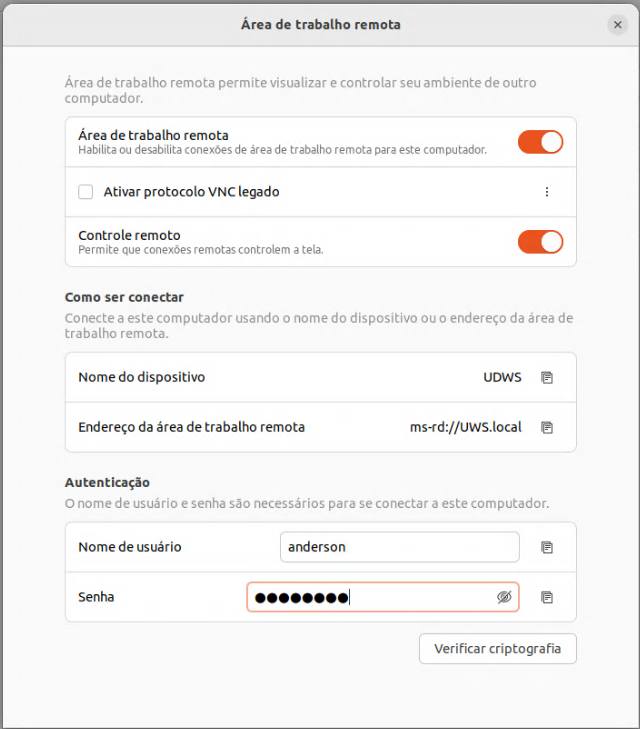 Área de trabalho remota
Área de trabalho remota permite visualizar e controlar seu ambiente de outro
computador.
Área de trabalho remota
Habilita ou desabilita conexões de área de trabalho remota para este computador.
Ativar protocolo VNC legado
Controle remoto
Permite que conexões remotas controlem a tela.
Como ser conectar
Conecte a este computador usando o nome do dispositivo ou o endereço da área de
trabalho remota.
Nome do dispositivo UDWS
Endereço da área de trabalho remota ms-rd://UWS.local
Autenticação
O nome de usuário e senha são necessários para se conectar a este computador.
Nome de usuário anderson
Senha ●●●●●●●●
Verificar criptografia